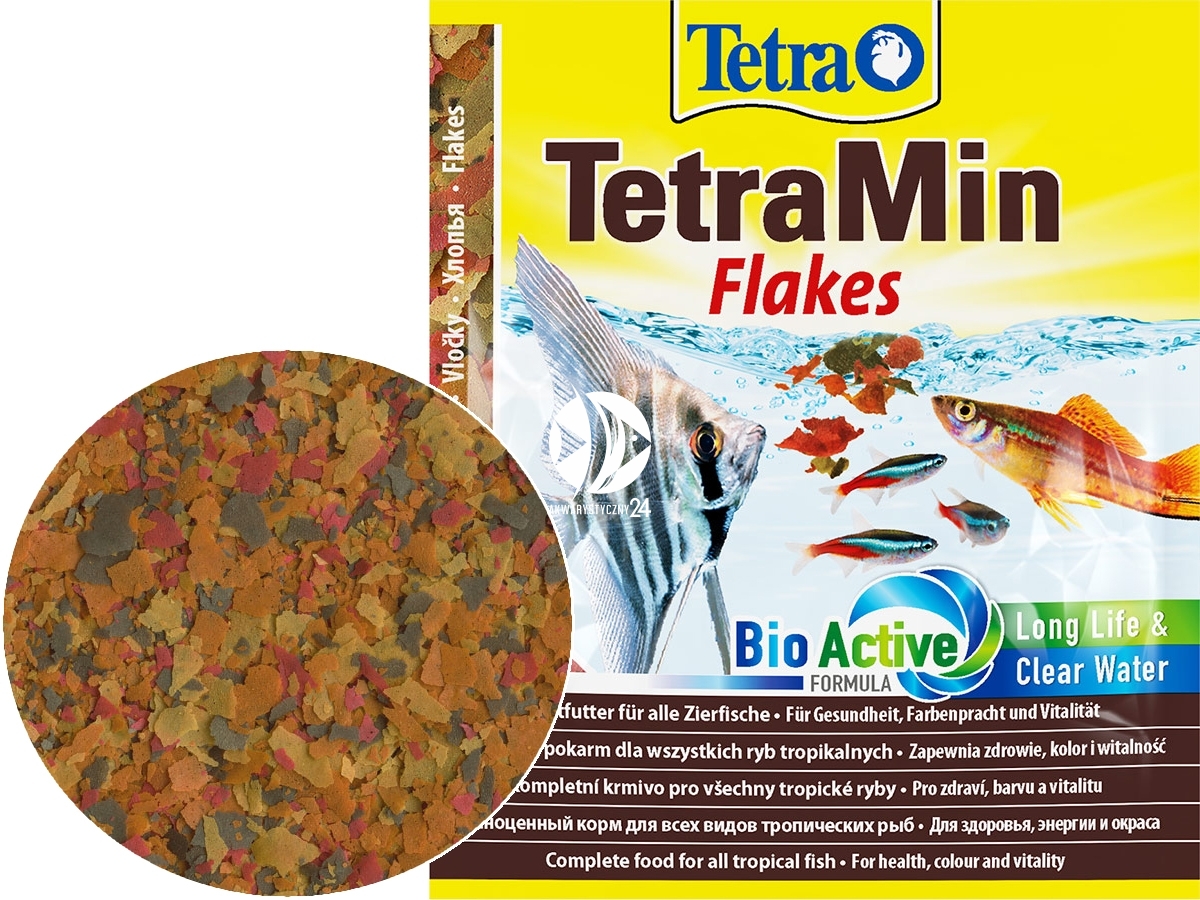 Tetra
TetraMin
Flakes
• Vločky • Хлопья • Flakes
AKWARYSTYCZNY24
Bio Active
FORMULA
Long Life &
Clear Water
für alle Zierfische • Für Gesundheit, Farbenpracht und Vitalität
pokarm dla wszystkich ryb tropikalnych • Zapewnia zdrowie, kolor i witalność
krmivo pro všechny tropické ryby • Pro zdraví, barvu a vitalitu
корм для всех видов тропических рыб • Для здоровья, энергии и окраса
Complete food for all tropical fish • For health, colour and vitality